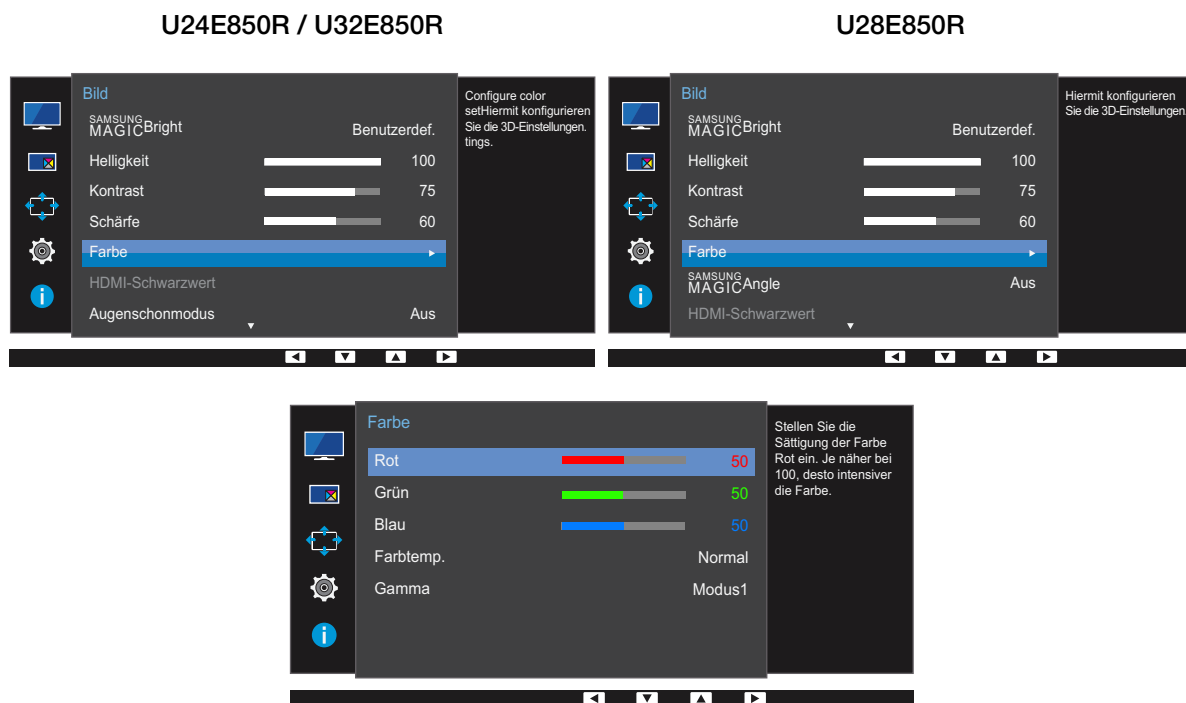 U24E850R / U32E850R
Bild
SAMSUNG MAGICBright Benutzerdef.
Helligkeit 100
Kontrast 75
Schärfe 60
Farbe
HDMI-Schwarzwert
Augenschonmodus Aus
Configure color
setHiermit konfigurieren
Sie die 3D-Einstellungen.
tings.
U28E850R
Bild
SAMSUNG MAGICBright Benutzerdef.
Helligkeit 100
Kontrast 75
Schärfe 60
Farbe
SAMSUNG MAGICAngle Aus
HDMI-Schwarzwert
Hiermit konfigurieren
Sie die 3D-Einstellungen
Farbe
Rot 50
Grün 50
Blau 50
Farbtemp. Normal
Gamma Modus1
Stellen Sie die
Sättigung der Farbe
Rot ein. Je näher bei
100, desto intensiver
die Farbe.